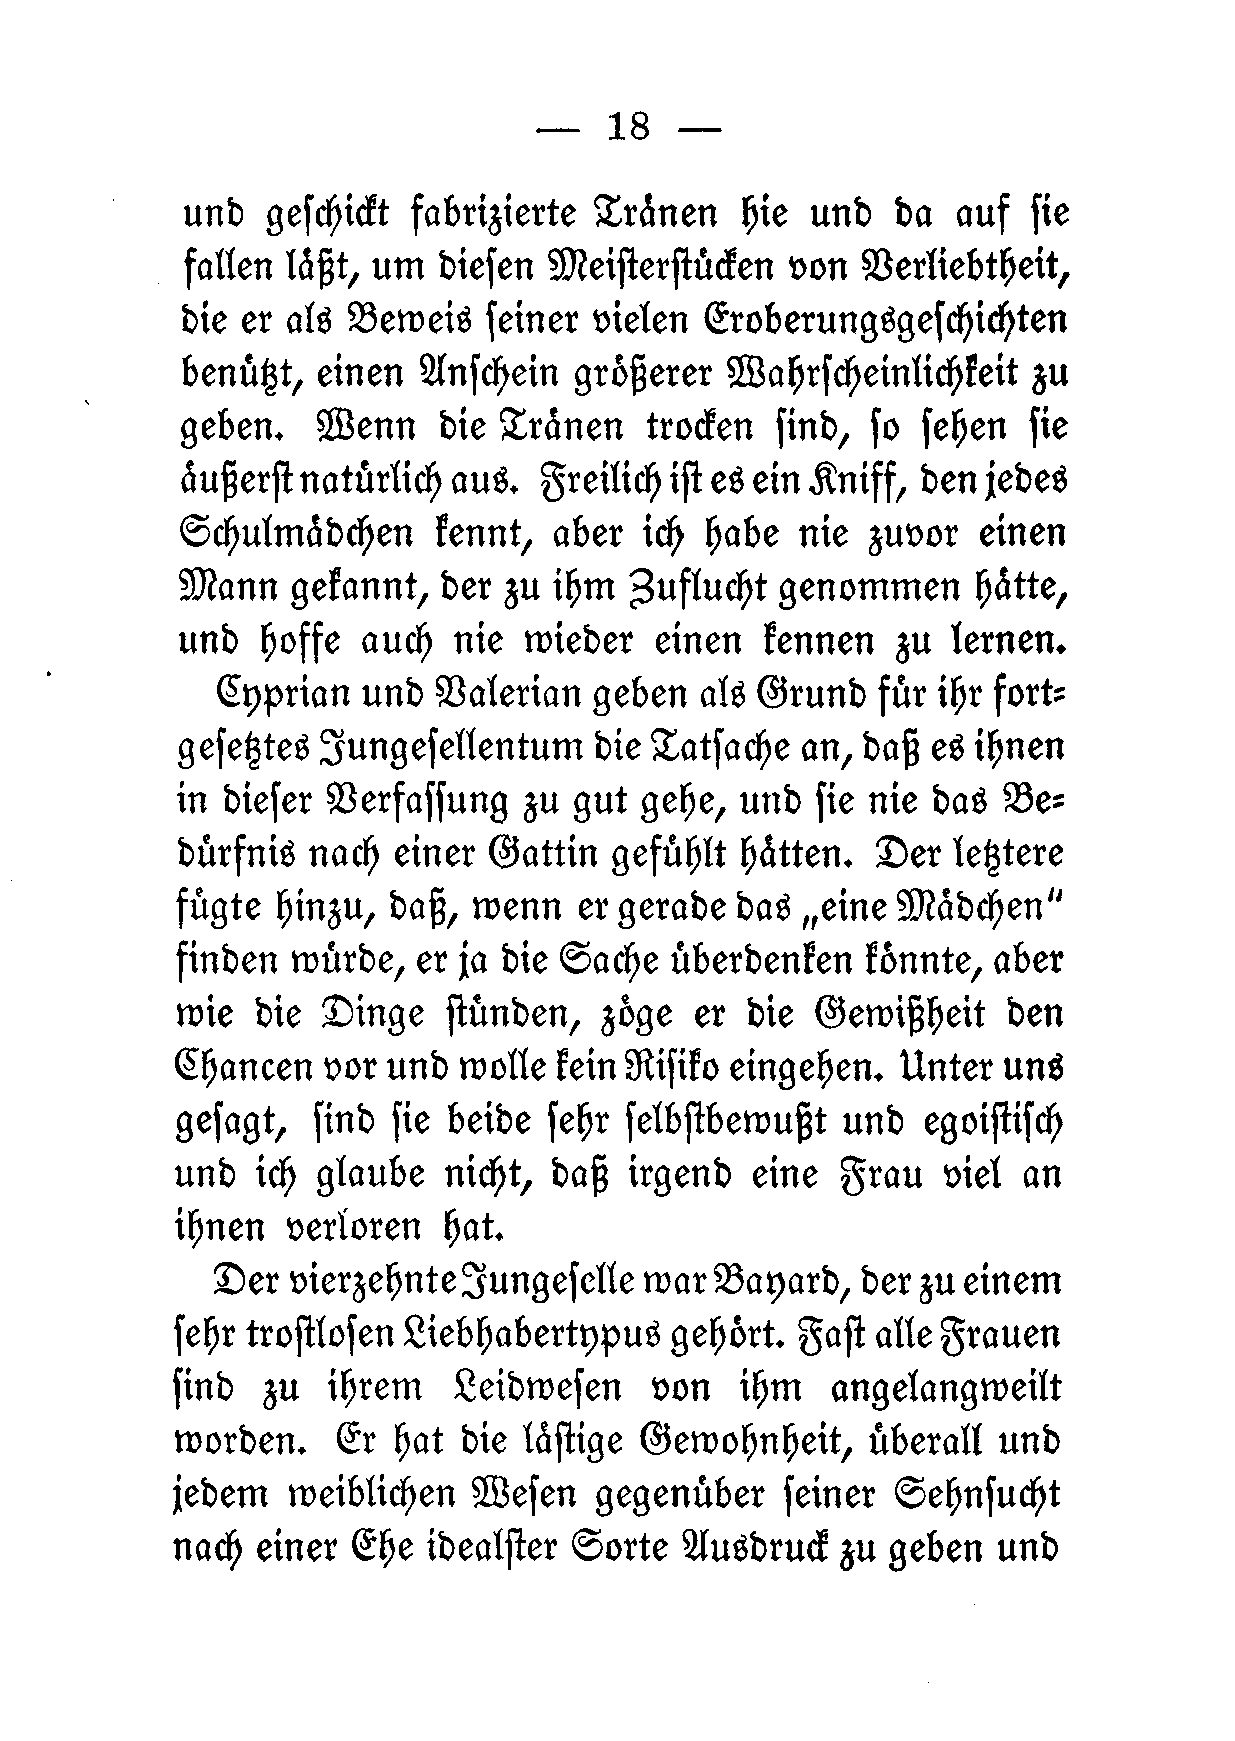 — 18 —
und geschickt fabrizierte Tränen hie und da auf sie
fallen läßt, um diesen Meisterstücken von Verliebtheit,
die er als Beweis seiner vielen Eroberungsgeschichten
benützt, einen Anschein größerer Wahrscheinlichkeit zu
geben. Wenn die Tränen trocken sind, so sehen sie
äußerst natürlich aus. Freilich ist es ein Kniff, den jedes
Schulmädchen kennt, aber ich habe nie zuvor einen
Mann gekannt, der zu ihm Zuflucht genommen hätte,
und hoffe auch nie wieder einen kennen zu lernen.
Cyprian und Valerian geben als Grund für ihr fort-
gesetztes Jungesellentum die Tatsache an, daß es ihnen
in dieser Verfassung zu gut gehe, und sie nie das Be-
dürfnis nach einer Gattin gefühlt hätten. Der letztere
fügte hinzu, daß, wenn er gerade das „eine Mädchen"
finden würde, er ja die Sache überdenken könnte, aber
wie die Dinge stünden, zöge er die Gewißheit den
Chancen vor und wolle kein Risiko eingehen. Unter uns
gesagt, sind sie beide sehr selbstbewußt und egoistisch
und ich glaube nicht, daß irgend eine Frau viel an
ihnen verloren hat.
Der vierzehnte Jungeselle war Bayard, der zu einem
sehr trostlosen Liebhabertypus gehört. Fast alle Frauen
sind zu ihrem Leidwesen von ihm angelangweilt
worden. Er hat die lästige Gewohnheit, überall und
jedem weiblichen Wesen gegenüber seiner Sehnsucht
nach einer Ehe idealster Sorte Ausdruck zu geben und